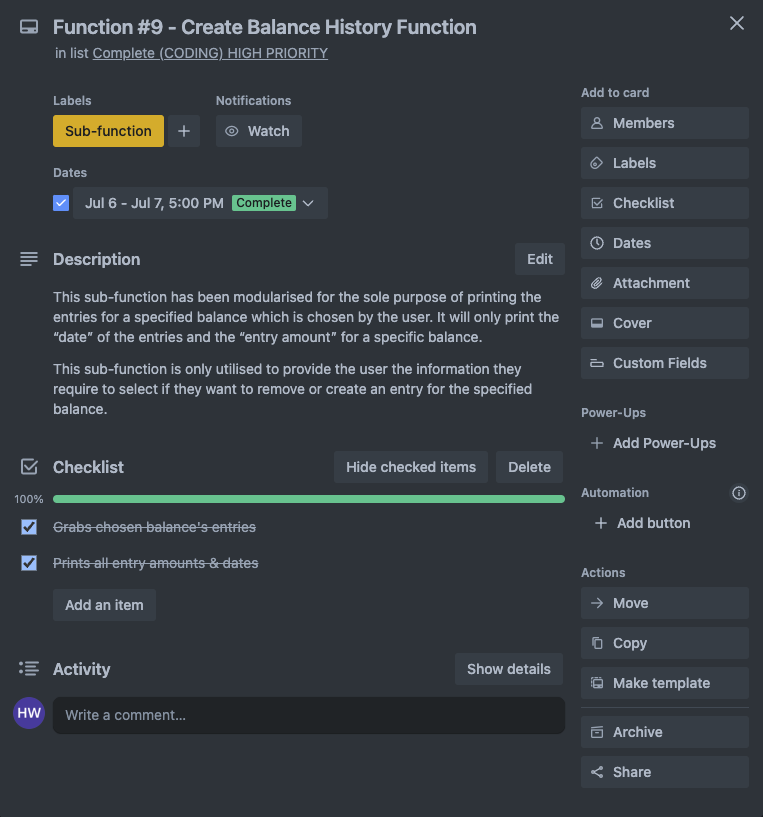 Function #9 - Create Balance History Function
in list Complete (CODING) HIGH PRIORITY
Labels
Notifications
Sub-function
Watch
Dates
Jul 6 - Jul 7, 5:00 PM Complete
Description
Edit
This sub-function has been modularised for the sole purpose of printing the
entries for a specified balance which is chosen by the user. It will only print the
“date” of the entries and the “entry amount” for a specific balance.
This sub-function is only utilised to provide the user the information they
require to select if they want to remove or create an entry for the specified
balance.
Checklist
Hide checked items
Delete
100%
Grabs chosen balance's entries
Prints all entry amounts & dates
Add an item
Activity
Show details
HW
Write a comment…
Add to card
Members
Labels
Checklist
Dates
Attachment
Cover
Custom Fields
Power-Ups
Add Power-Ups
Automation
Add button
Actions
Move
Copy
Make template
Archive
Share